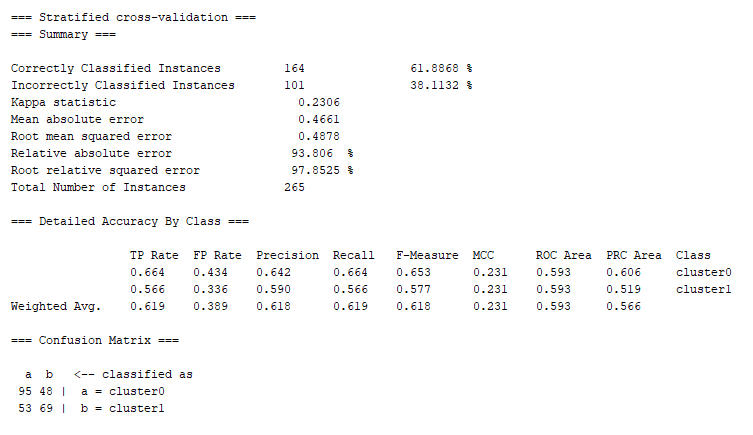 === Stratified cross-validation ===
=== Summary ===
Correctly Classified Instances 164 61.8868 %
Incorrectly Classified Instances 101 38.1132 %
Kappa statistic 0.2306
Mean absolute error 0.4661
Root mean squared error 0.4878
Relative absolute error 93.806 %
Root relative squared error 97.8525 %
Total Number of Instances 265
=== Detailed Accuracy By Class ===
TP Rate FP Rate Precision Recall F-Measure MCC ROC Area PRC Area Class
0.664 0.434 0.642 0.664 0.653 0.231 0.593 0.606 cluster0
0.566 0.336 0.590 0.566 0.577 0.231 0.593 0.519 cluster1
Weighted Avg. 0.619 0.389 0.618 0.619 0.618 0.231 0.593 0.566
=== Confusion Matrix ===
a b <-- classified as
95 48 | a = cluster0
53 69 | b = cluster1